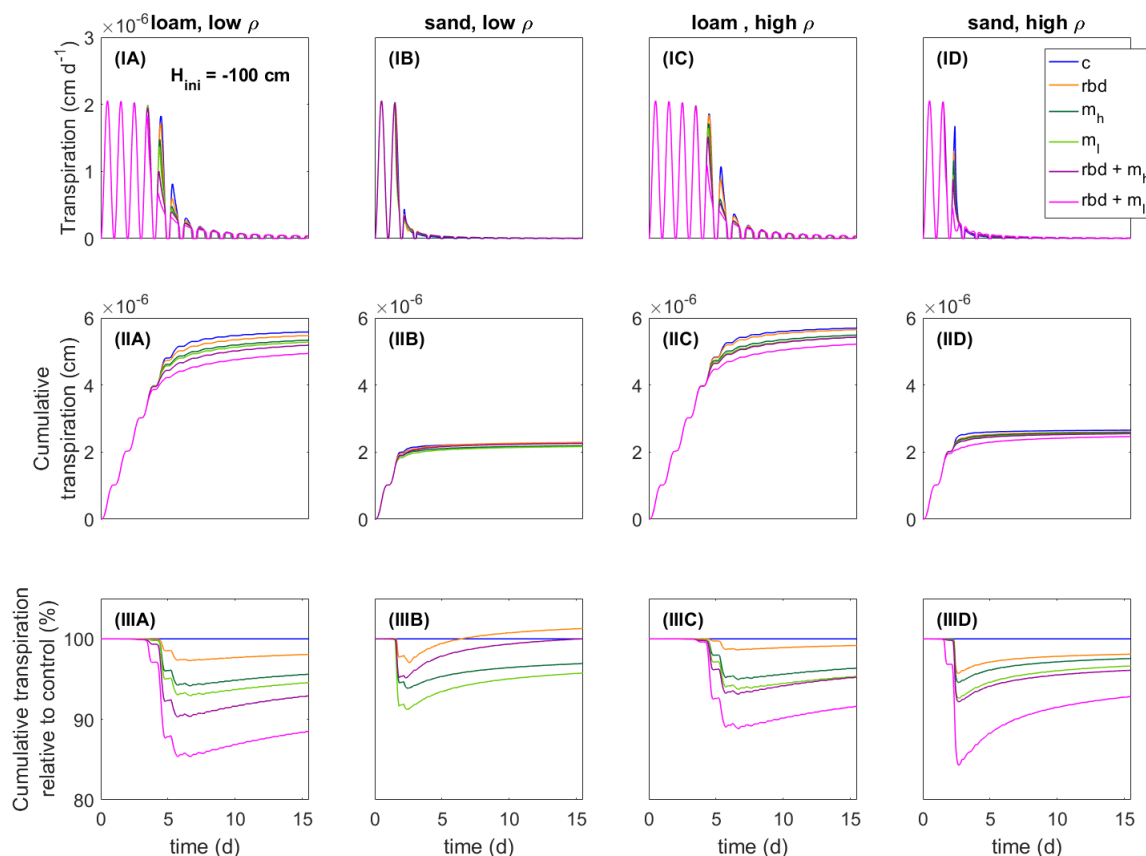 loam, low ρ
sand, low ρ
loam , high ρ
sand, high ρ
×10⁻⁶
Transpiration (cm d⁻¹)
3
2
1
0
(IA)
H_ini = -100 cm
(IB)
(IC)
(ID)
c
rbd
m_h
m_l
rbd + m_h
rbd + m_l
×10⁻⁶
×10⁻⁶
×10⁻⁶
×10⁻⁶
Cumulative
transpiration (cm)
6
4
2
0
(IIA)
6
4
2
0
(IIB)
6
4
2
0
(IIC)
6
4
2
0
(IID)
Cumulative transpiration
relative to control (%)
100
90
80
(IIIA)
(IIIB)
(IIIC)
(IIID)
0 5 10 15
0 5 10 15
0 5 10 15
0 5 10 15
time (d)
time (d)
time (d)
time (d)